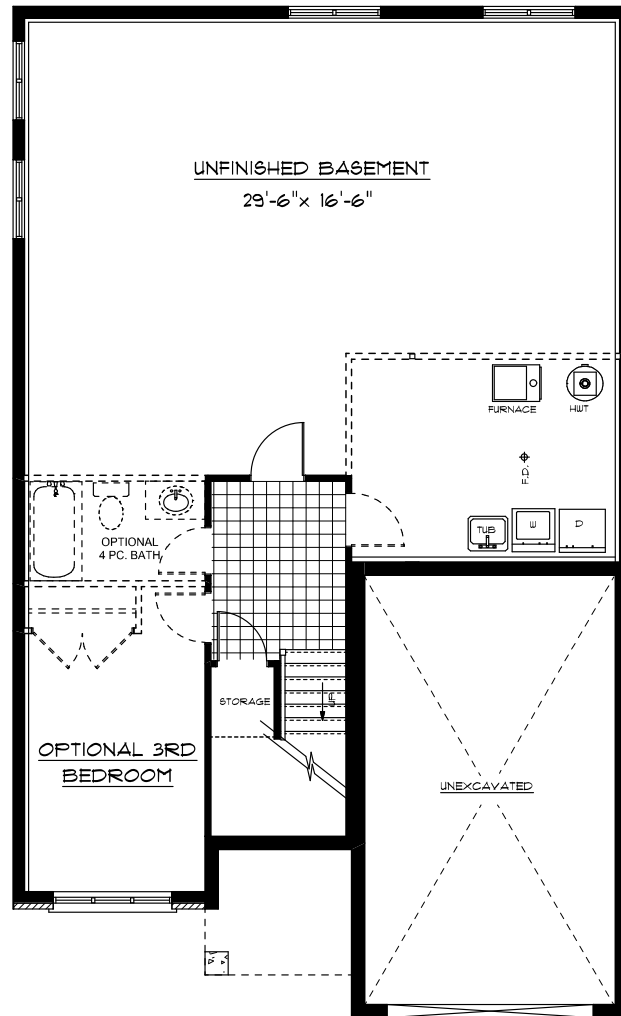 UNFINISHED BASEMENT
29'-6" x 16'-6"
FURNACE
HWT
F.D.
TUB
W
D
OPTIONAL
4 PC. BATH
STORAGE
UP
OPTIONAL 3RD
BEDROOM
UNEXCAVATED